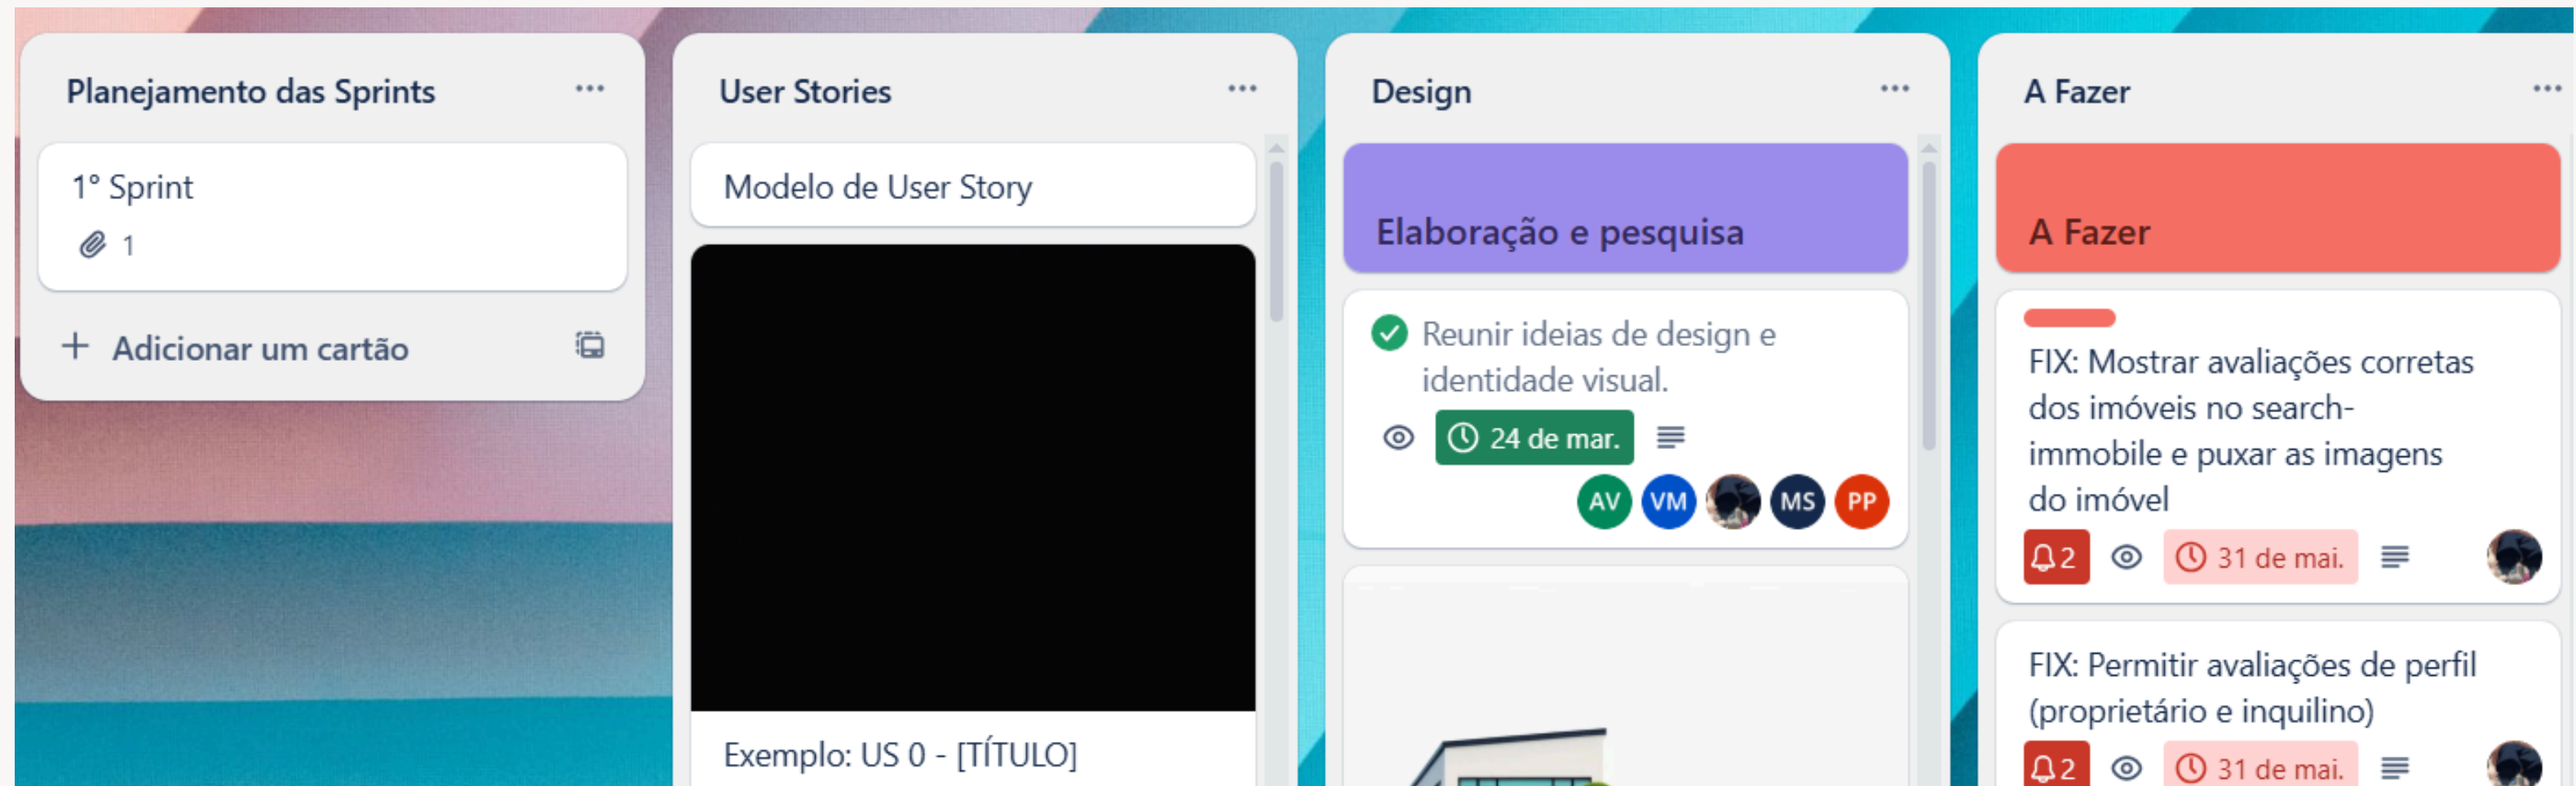 Planejamento das Sprints
1° Sprint
1
Adicionar um cartão
User Stories
Modelo de User Story
Exemplo: US 0 - [TÍTULO]
Design
Elaboração e pesquisa
Reunir ideias de design e
identidade visual.
24 de mar.
AV VM MS PP
A Fazer
A Fazer
FIX: Mostrar avaliações corretas
dos imóveis no search-
immobile e puxar as imagens
do imóvel
2 31 de mai.
FIX: Permitir avaliações de perfil
(proprietário e inquilino)
2 31 de mai.